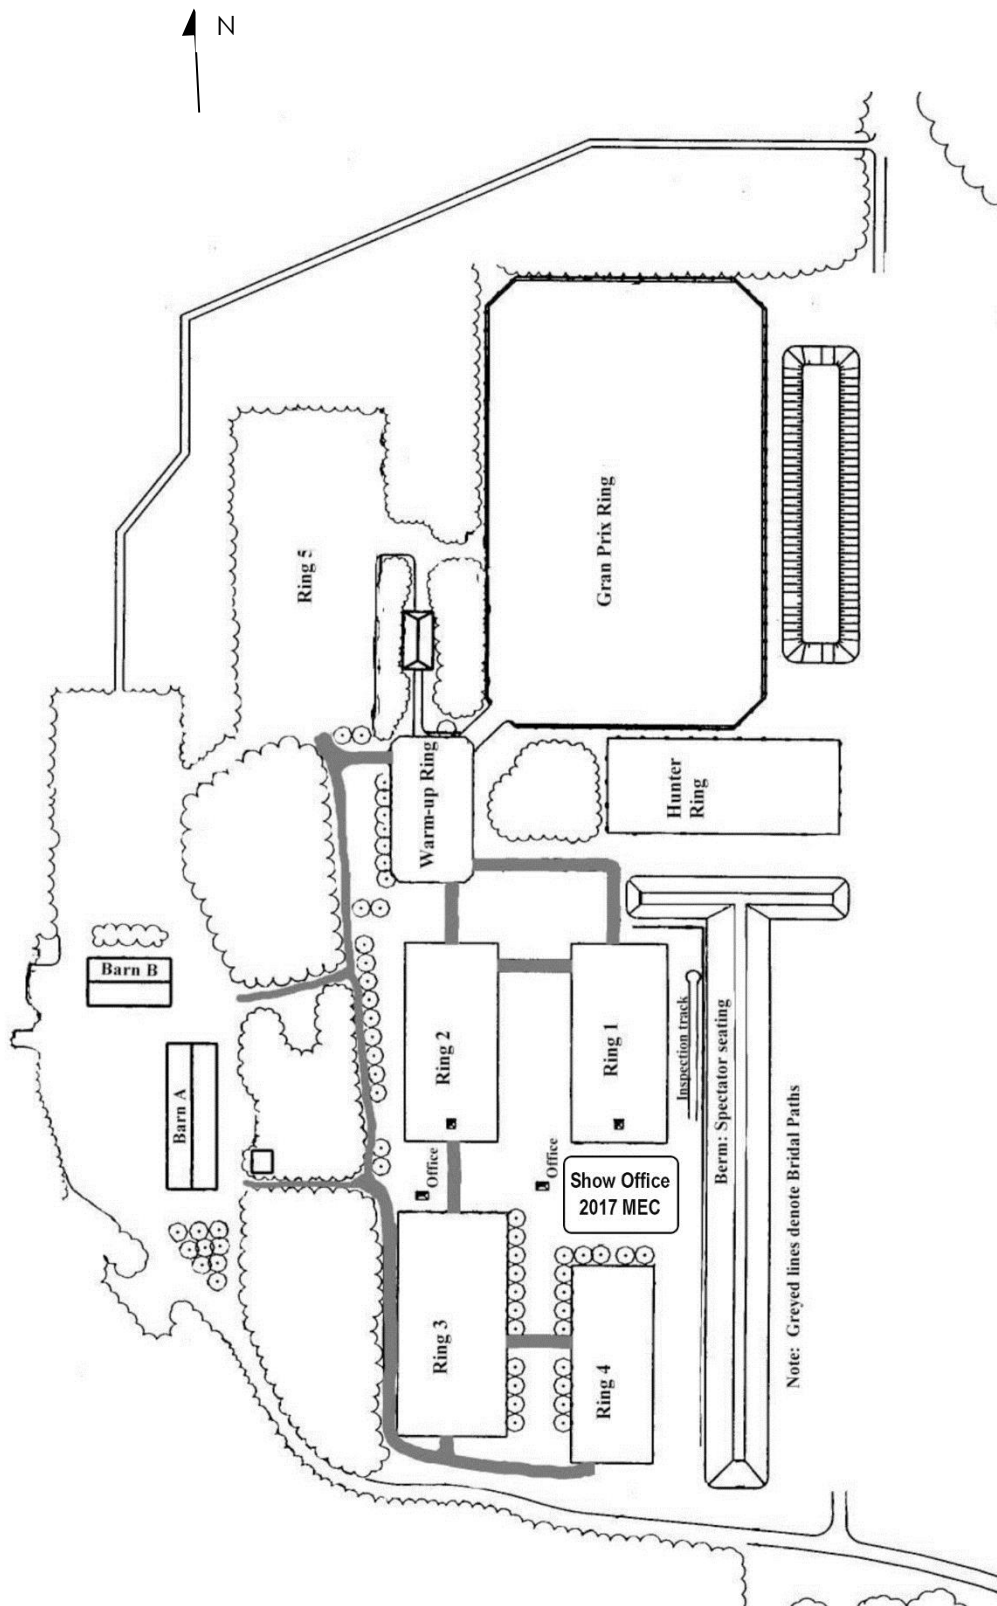 N
Ring 5
Gran Prix Ring
Warm-up Ring
Hunter
Ring
Barn B
Barn A
Ring 2
Ring 1
Inspection track
Berm: Spectator seating
Office
Office
Show Office
2017 MEC
Ring 3
Ring 4
Note: Greyed lines denote Bridal Paths